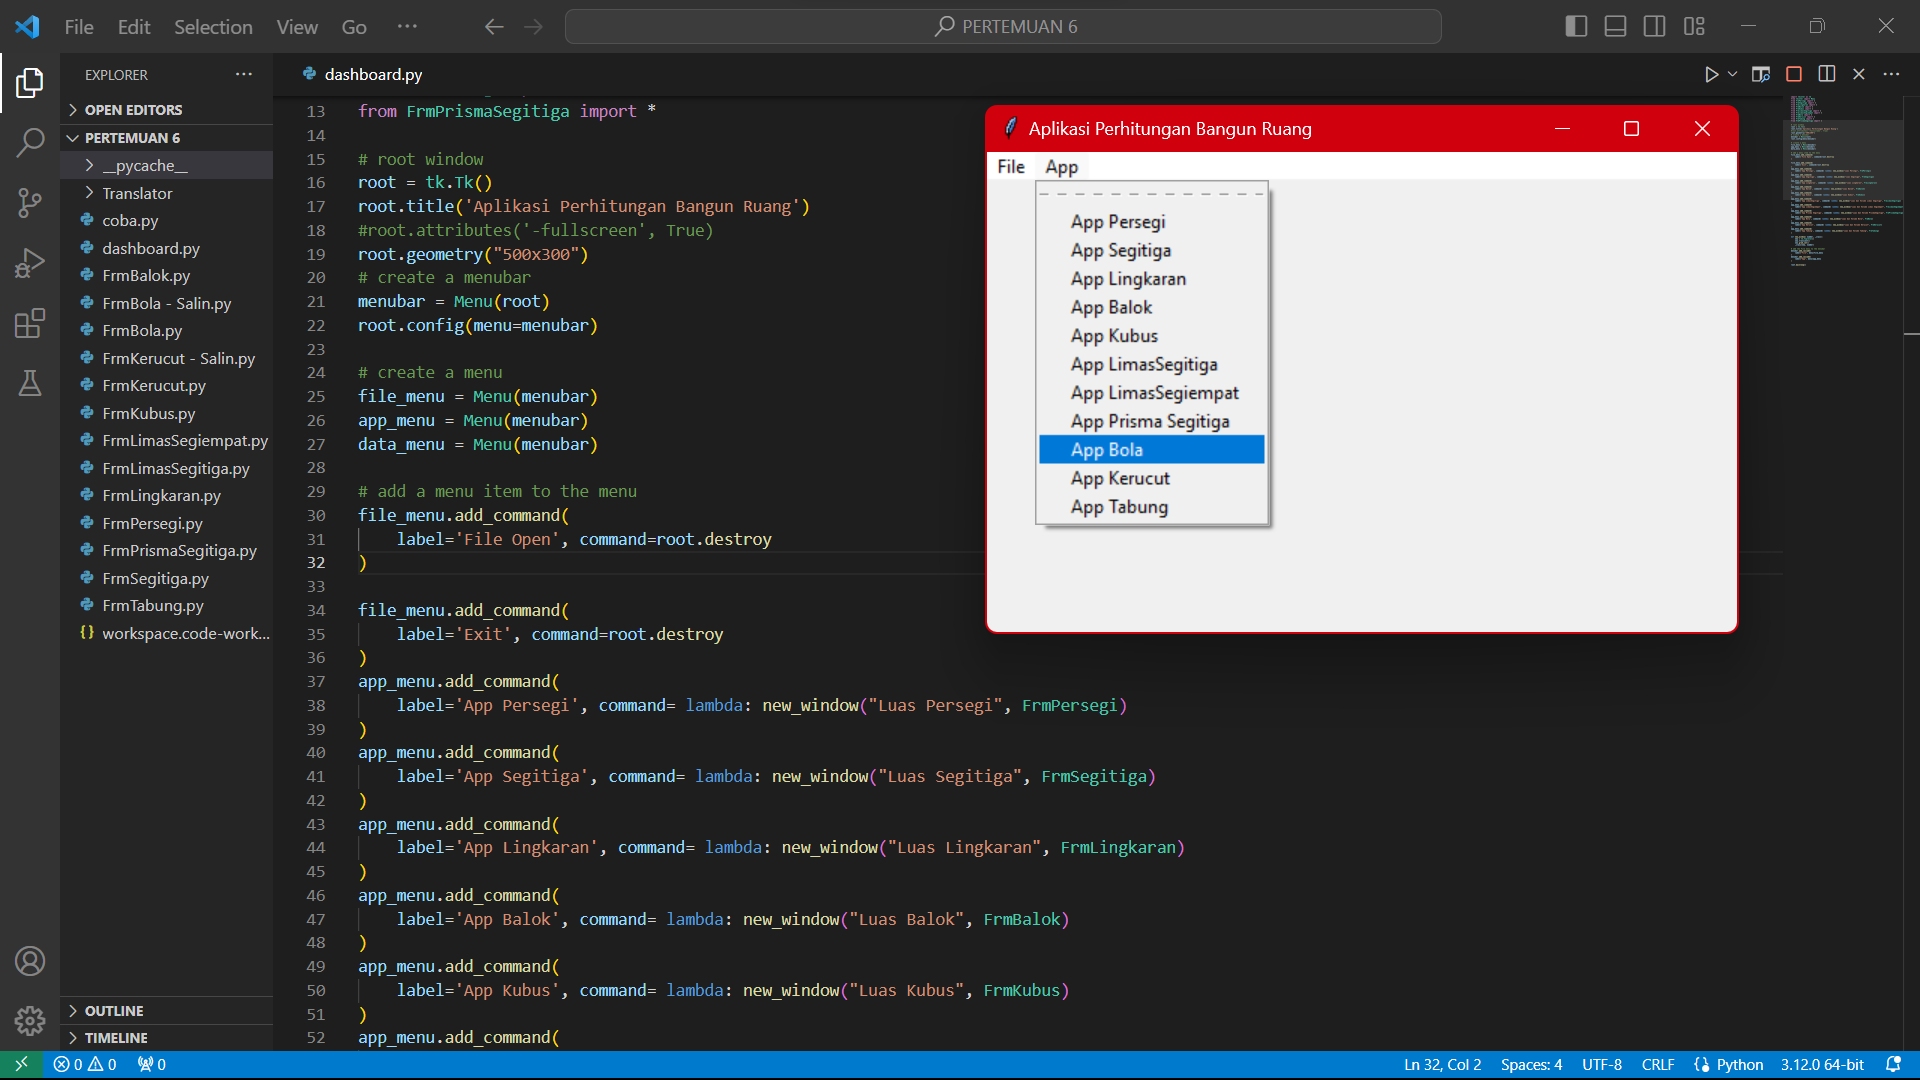 File Edit Selection View Go ··· PERTEMUAN 6
EXPLORER ···
OPEN EDITORS
PERTEMUAN 6
__pycache__
Translator
coba.py
dashboard.py
FrmBalok.py
FrmBola - Salin.py
FrmBola.py
FrmKerucut - Salin.py
FrmKerucut.py
FrmKubus.py
FrmLimasSegiempat.py
FrmLimasSegitiga.py
FrmLingkaran.py
FrmPersegi.py
FrmPrismaSegitiga.py
FrmSegitiga.py
FrmTabung.py
{} workspace.code-work...
OUTLINE
TIMELINE
dashboard.py
13 from FrmPrismaSegitiga import *
14
15 # root window
16 root = tk.Tk()
17 root.title('Aplikasi Perhitungan Bangun Ruang')
18 #root.attributes('-fullscreen', True)
19 root.geometry("500x300")
20 # create a menubar
21 menubar = Menu(root)
22 root.config(menu=menubar)
23
24 # create a menu
25 file_menu = Menu(menubar)
26 app_menu = Menu(menubar)
27 data_menu = Menu(menubar)
28
29 # add a menu item to the menu
30 file_menu.add_command(
31     label='File Open', command=root.destroy
32 )
33
34 file_menu.add_command(
35     label='Exit', command=root.destroy
36 )
37 app_menu.add_command(
38     label='App Persegi', command= lambda: new_window("Luas Persegi", FrmPersegi)
39 )
40 app_menu.add_command(
41     label='App Segitiga', command= lambda: new_window("Luas Segitiga", FrmSegitiga)
42 )
43 app_menu.add_command(
44     label='App Lingkaran', command= lambda: new_window("Luas Lingkaran", FrmLingkaran)
45 )
46 app_menu.add_command(
47     label='App Balok', command= lambda: new_window("Luas Balok", FrmBalok)
48 )
49 app_menu.add_command(
50     label='App Kubus', command= lambda: new_window("Luas Kubus", FrmKubus)
51 )
52 app_menu.add_command(
Aplikasi Perhitungan Bangun Ruang
File App
App Persegi
App Segitiga
App Lingkaran
App Balok
App Kubus
App LimasSegitiga
App LimasSegiempat
App Prisma Segitiga
App Bola
App Kerucut
App Tabung
0 0 0 Ln 32, Col 2 Spaces: 4 UTF-8 CRLF Python 3.12.0 64-bit